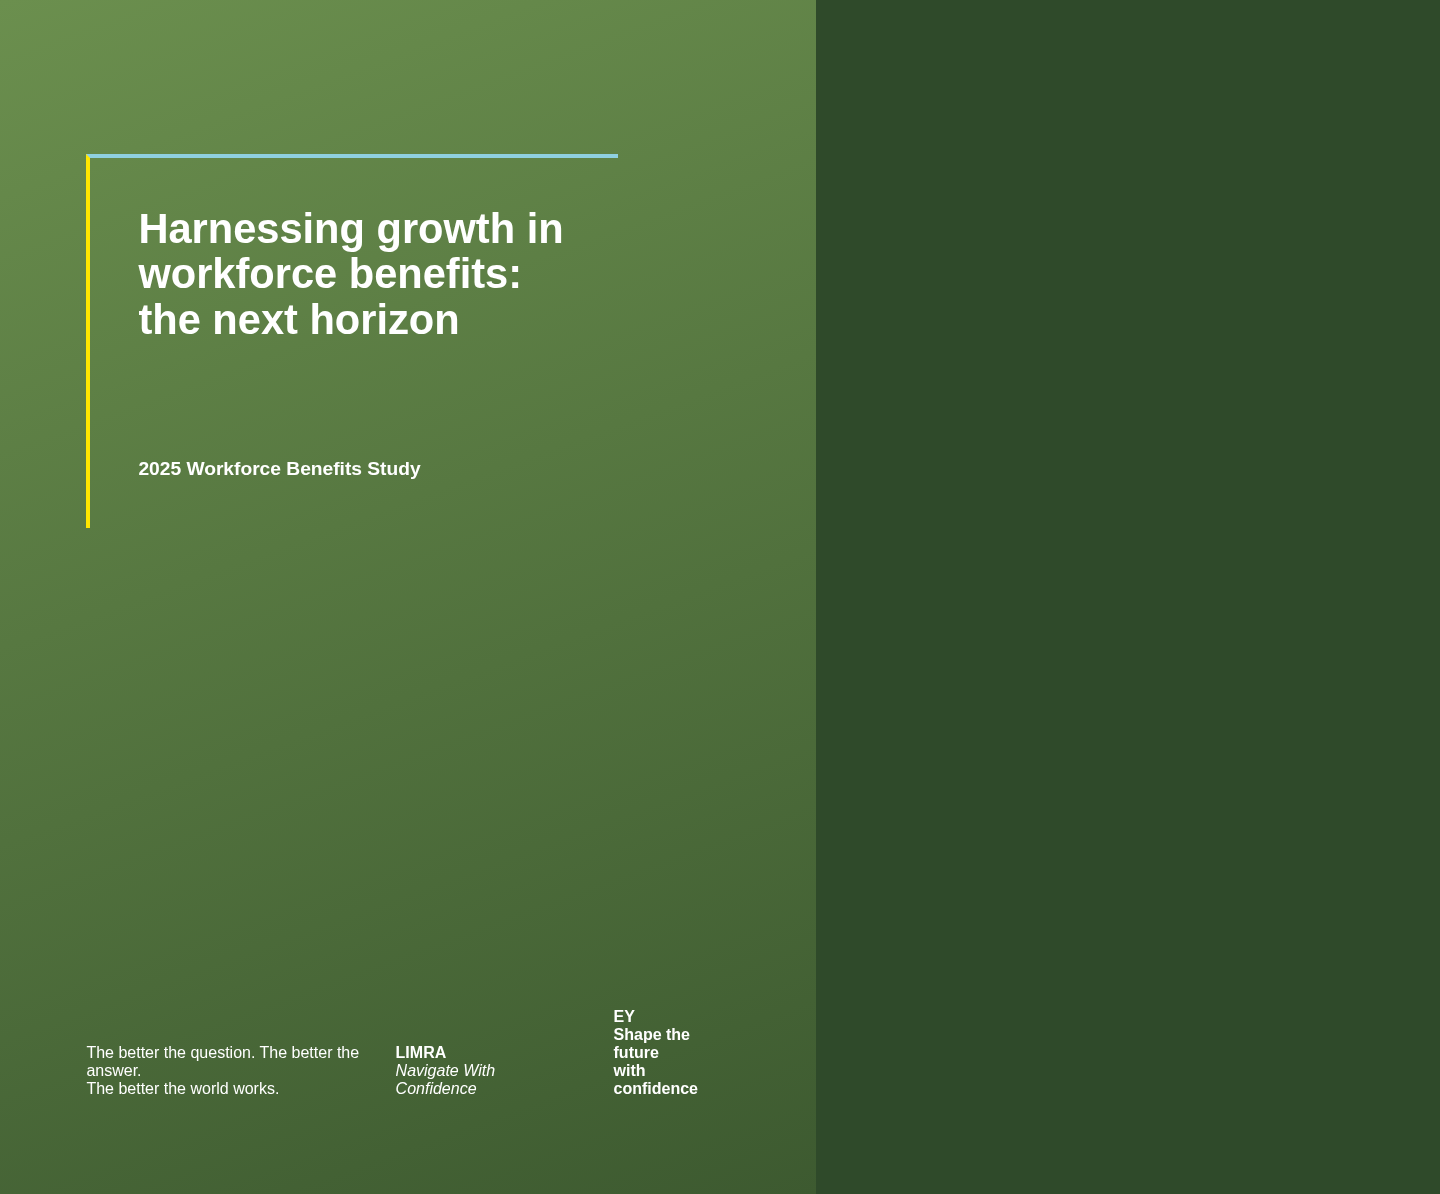 Harnessing growth in
workforce benefits:
the next horizon
2025 Workforce Benefits Study
The better the question. The better the
answer.
The better the world works.
LIMRA
Navigate With
Confidence
EY
Shape the
future
with
confidence